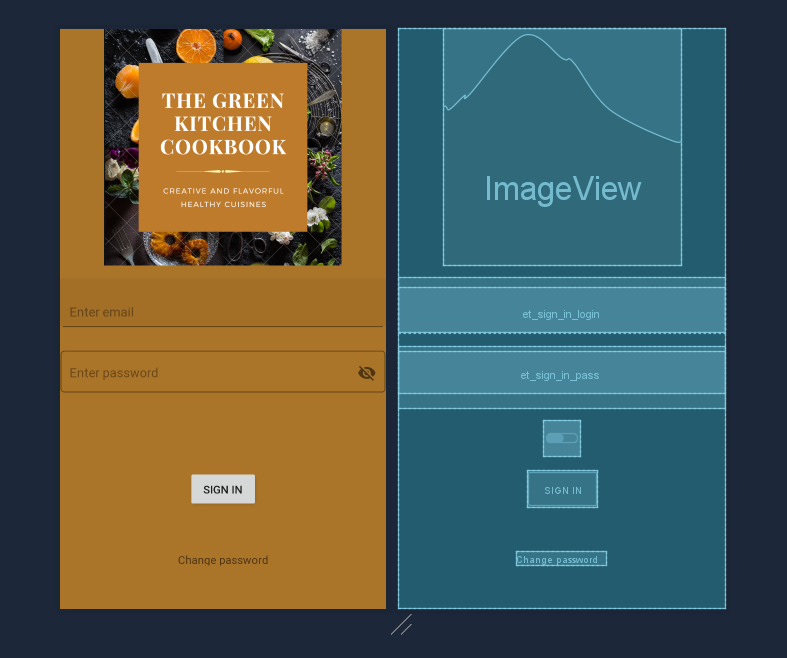 THE GREEN
KITCHEN
COOKBOOK
CREATIVE AND FLAVORFUL
HEALTHY CUISINES
Enter email
Enter password
SIGN IN
Change password
ImageView
et_sign_in_login
et_sign_in_pass
SIGN IN
Change password